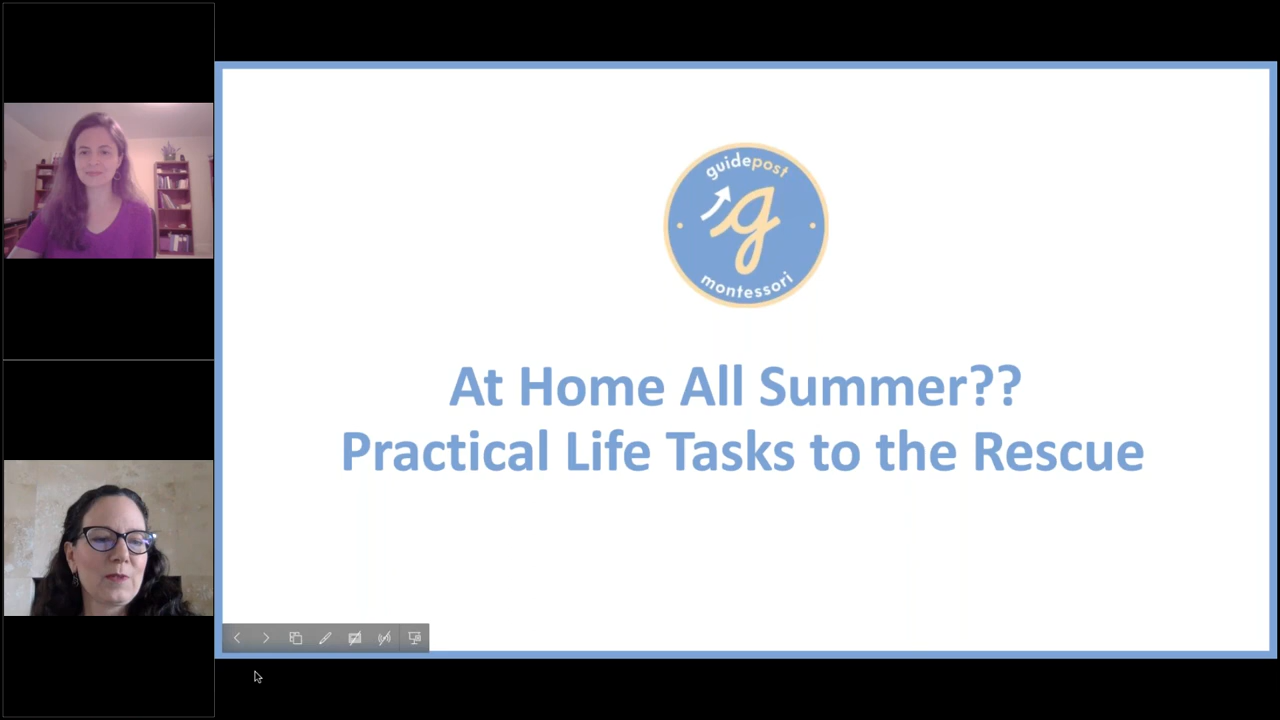 guidepost
g
montessori
At Home All Summer??
Practical Life Tasks to the Rescue